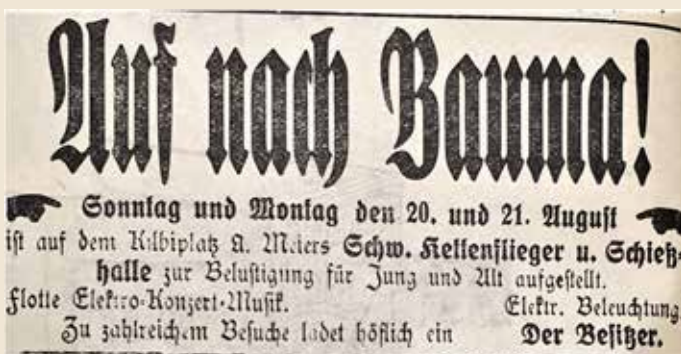 Auf nach Bauma!
Sonntag und Montag den 20. und 21. August
ist auf dem Kilbiplatz A. Meiers Schw. Kettenflieger u. Schieß-
halle zur Belustigung für Jung und Alt aufgestellt.
Flotte Elektro-Konzert-Musik. Elektr. Beleuchtung
Zu zahlreichem Besuche ladet höflich ein Der Besitzer.